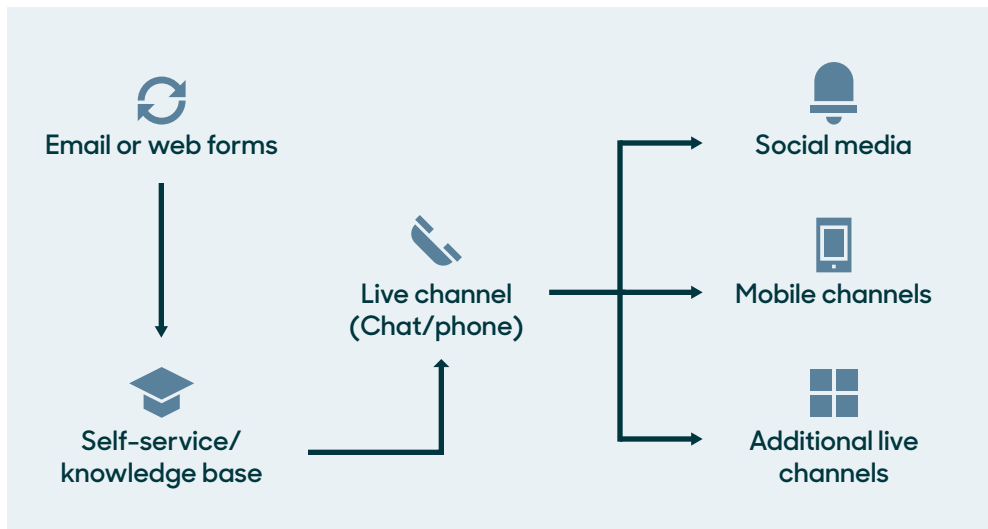 Email or web forms
Self-service/
knowledge base
Live channel
(Chat/phone)
Social media
Mobile channels
Additional live
channels